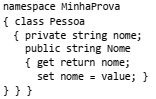 namespace MinhaProva
{ class Pessoa
{ private string nome;
public string Nome
{ get return nome;
set nome = value; }
} } }